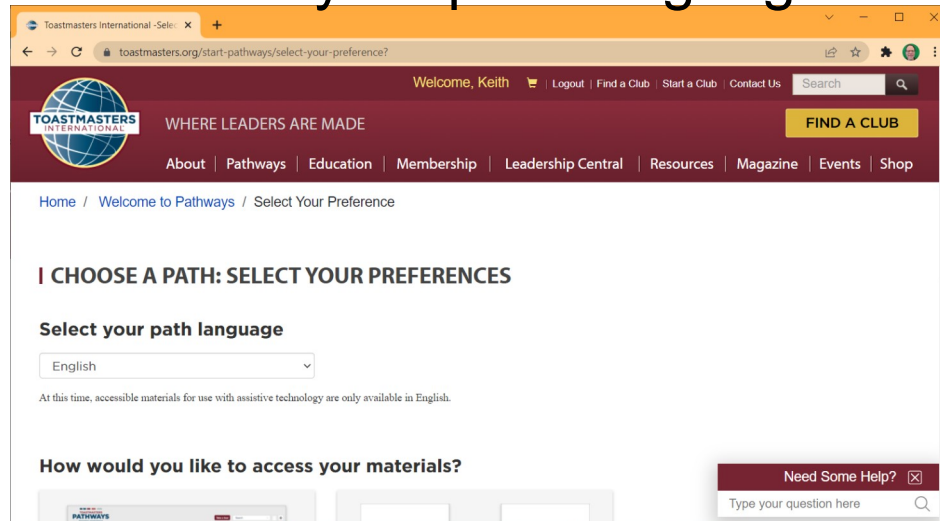 Toastmasters International -Selec
toastmasters.org/start-pathways/select-your-preference?
Welcome, Keith | Logout | Find a Club | Start a Club | Contact Us Search
TOASTMASTERS
INTERNATIONAL
WHERE LEADERS ARE MADE
FIND A CLUB
About | Pathways | Education | Membership | Leadership Central | Resources | Magazine | Events | Shop
Home / Welcome to Pathways / Select Your Preference
CHOOSE A PATH: SELECT YOUR PREFERENCES
Select your path language
English
At this time, accessible materials for use with assistive technology are only available in English.
How would you like to access your materials?
Need Some Help?
Type your question here
PATHWAYS